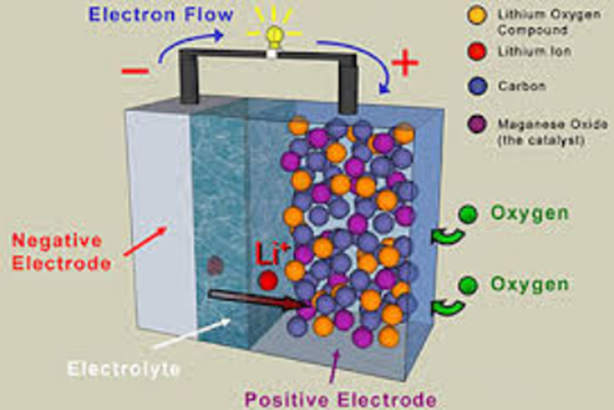 Electron Flow
Lithium Oxygen
Compound
Lithium Ion
Carbon
Maganese Oxide
(the catalyst)
− +
Oxygen
Negative
Electrode
Li⁺
Oxygen
Electrolyte
Positive Electrode